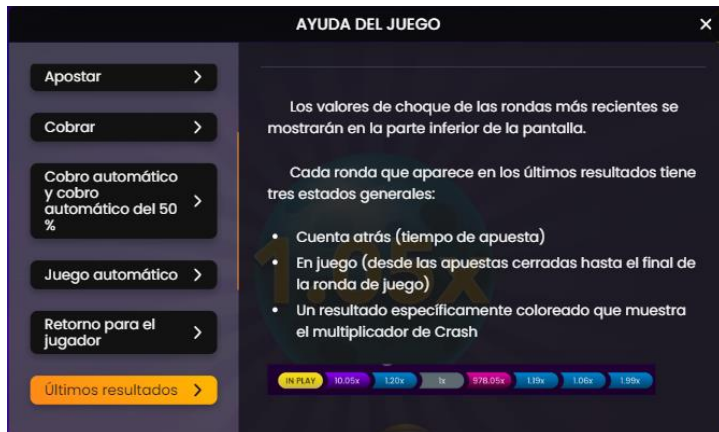 AYUDA DEL JUEGO
Apostar
Cobrar
Cobro automático
y cobro
automático del 50
%
Juego automático
Retorno para el
jugador
Últimos resultados
Los valores de choque de las rondas más recientes se
mostrarán en la parte inferior de la pantalla.
Cada ronda que aparece en los últimos resultados tiene
tres estados generales:
• Cuenta atrás (tiempo de apuesta)
• En juego (desde las apuestas cerradas hasta el final de
la ronda de juego)
• Un resultado específicamente coloreado que muestra
el multiplicador de Crash
1.05x
IN PLAY 10.05x 1.20x 1x 978.05x 1.19x 1.06x 1.99x